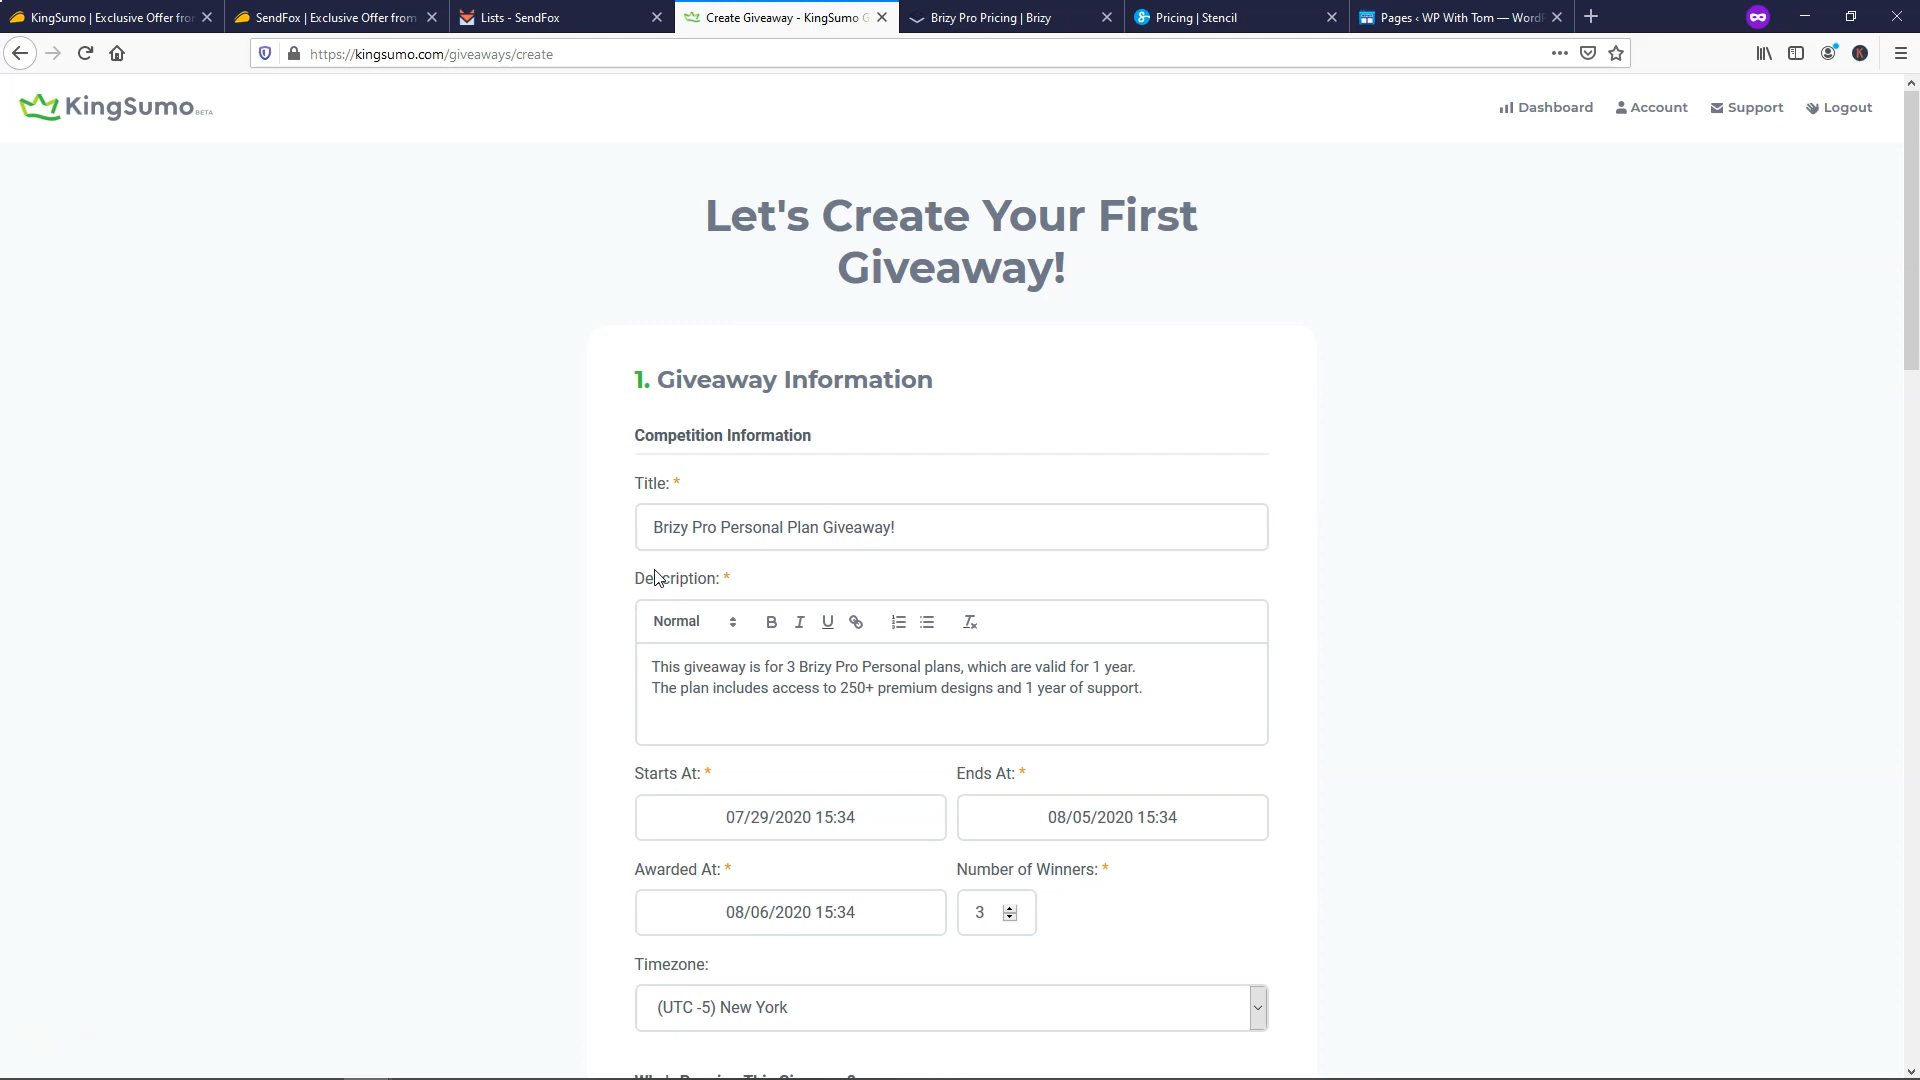 KingSumo | Exclusive Offer from
SendFox | Exclusive Offer from
Lists - SendFox
Create Giveaway - KingSumo G
Brizy Pro Pricing | Brizy
Pricing | Stencil
Pages ‹ WP With Tom — WordP
https://kingsumo.com/giveaways/create
K
KingSumo BETA
Dashboard
Account
Support
Logout
Let's Create Your First
Giveaway!
1. Giveaway Information
Competition Information
Title: *
Brizy Pro Personal Plan Giveaway!
Description: *
Normal
B I U
This giveaway is for 3 Brizy Pro Personal plans, which are valid for 1 year.
The plan includes access to 250+ premium designs and 1 year of support.
Starts At: * Ends At: *
07/29/2020 15:34 08/05/2020 15:34
Awarded At: * Number of Winners: *
08/06/2020 15:34 3
Timezone:
(UTC -5) New York